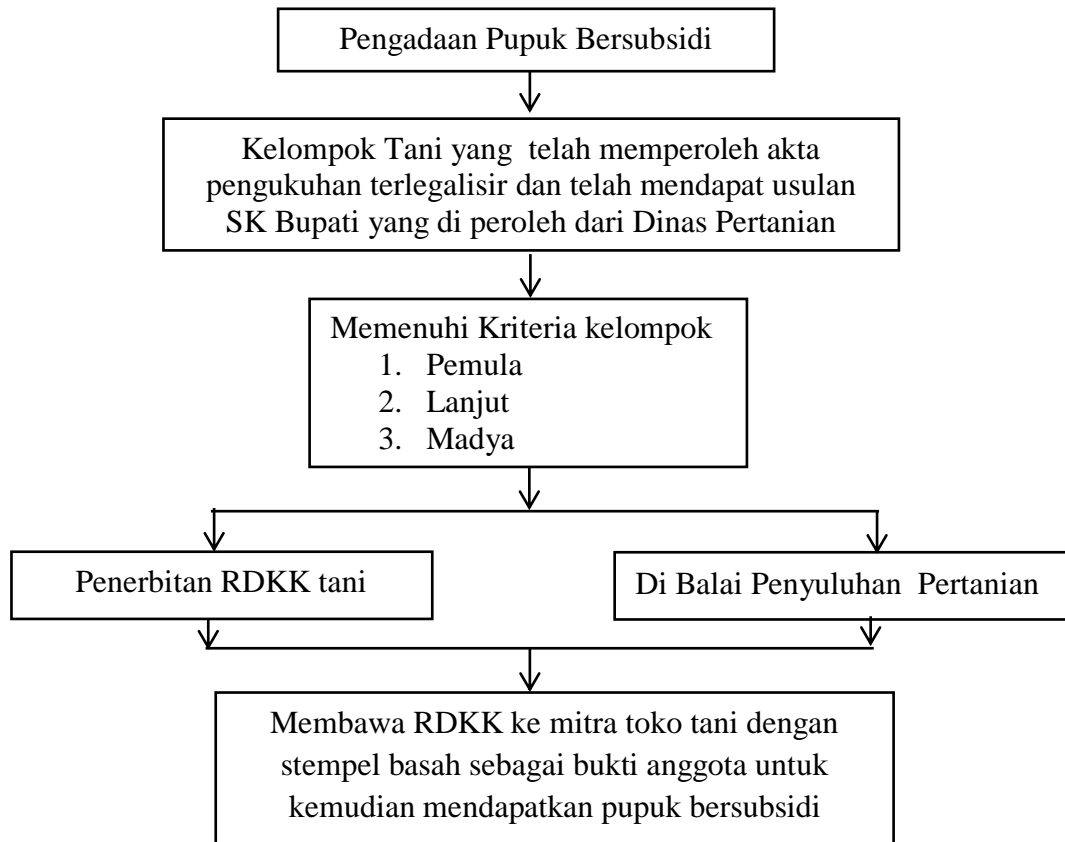 Pengadaan Pupuk Bersubsidi
Kelompok Tani yang telah memperoleh akta
pengukuhan terlegalisir dan telah mendapat usulan
SK Bupati yang di peroleh dari Dinas Pertanian
Memenuhi Kriteria kelompok
1. Pemula
2. Lanjut
3. Madya
Penerbitan RDKK tani
Di Balai Penyuluhan Pertanian
Membawa RDKK ke mitra toko tani dengan
stempel basah sebagai bukti anggota untuk
kemudian mendapatkan pupuk bersubsidi